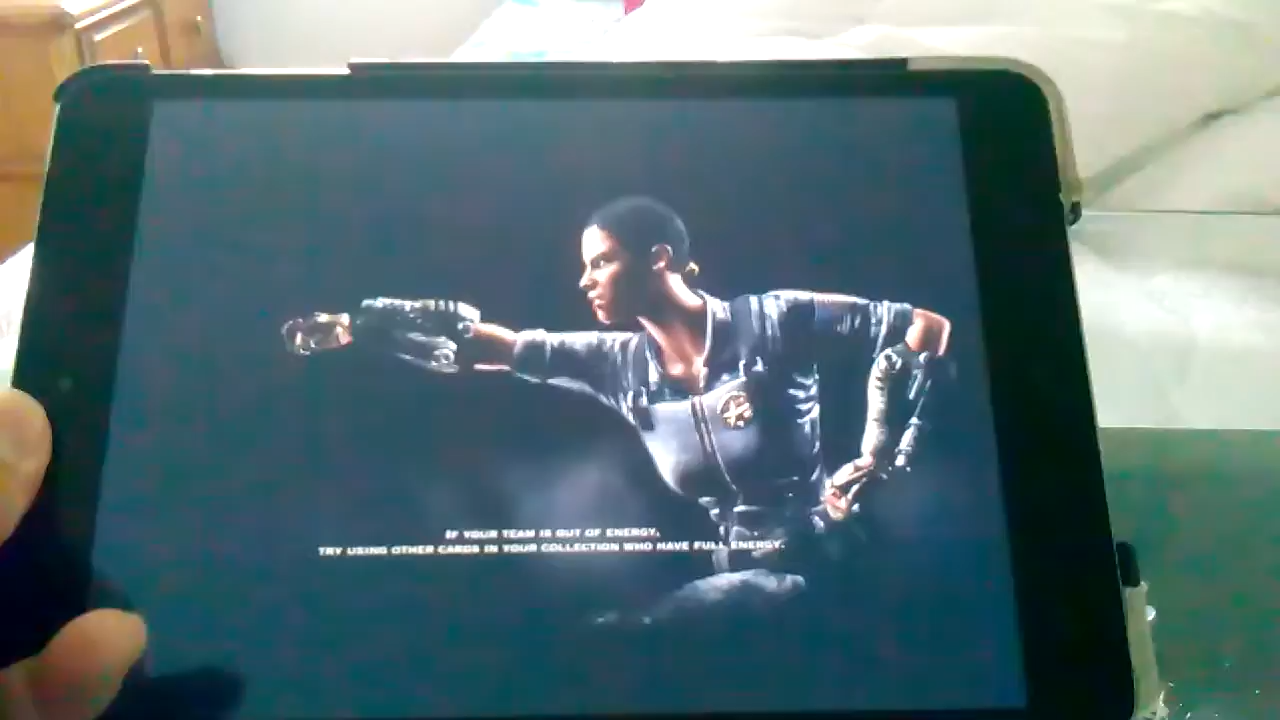 IF YOUR TEAM IS OUT OF ENERGY,
TRY USING OTHER CARDS IN YOUR COLLECTION WHO HAVE FULL ENERGY.